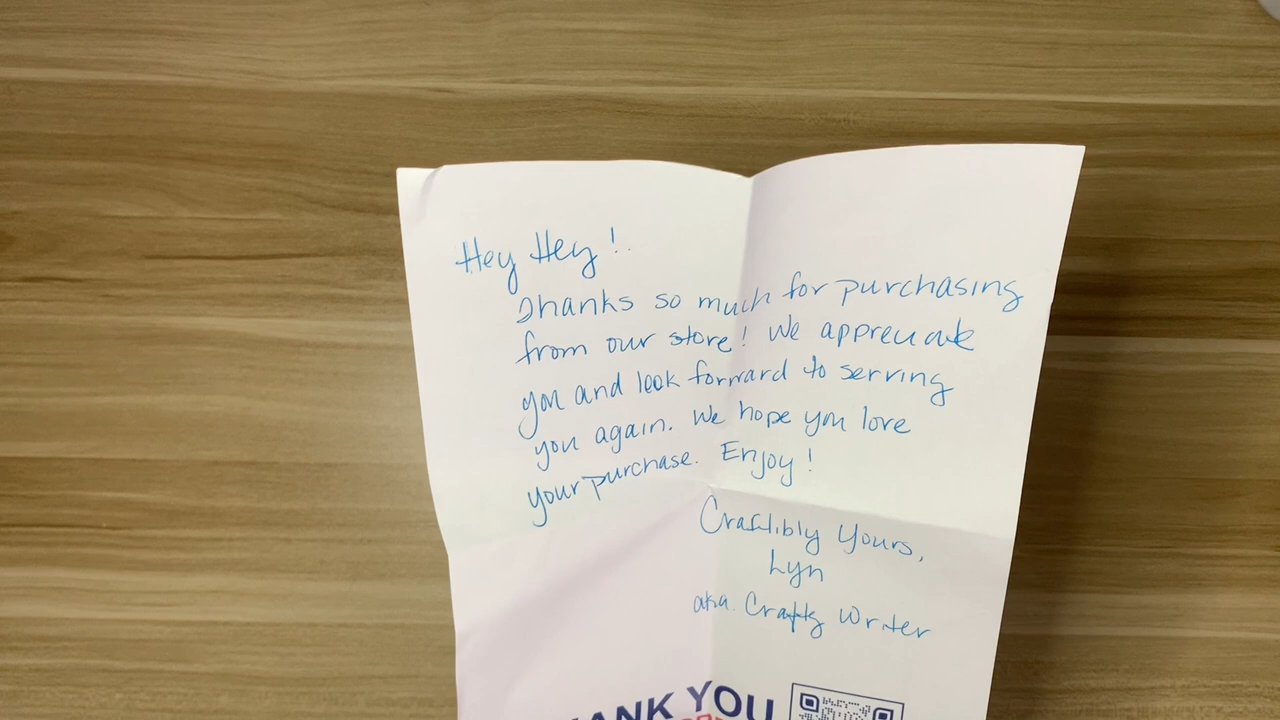 Hey Hey!
Thanks so much for purchasing
from our store! We appreciate
you and look forward to serving
you again. We hope you love
your purchase. Enjoy!
Craftibly Yours,
Lyn
aka. Crafty Writer
THANK YOU